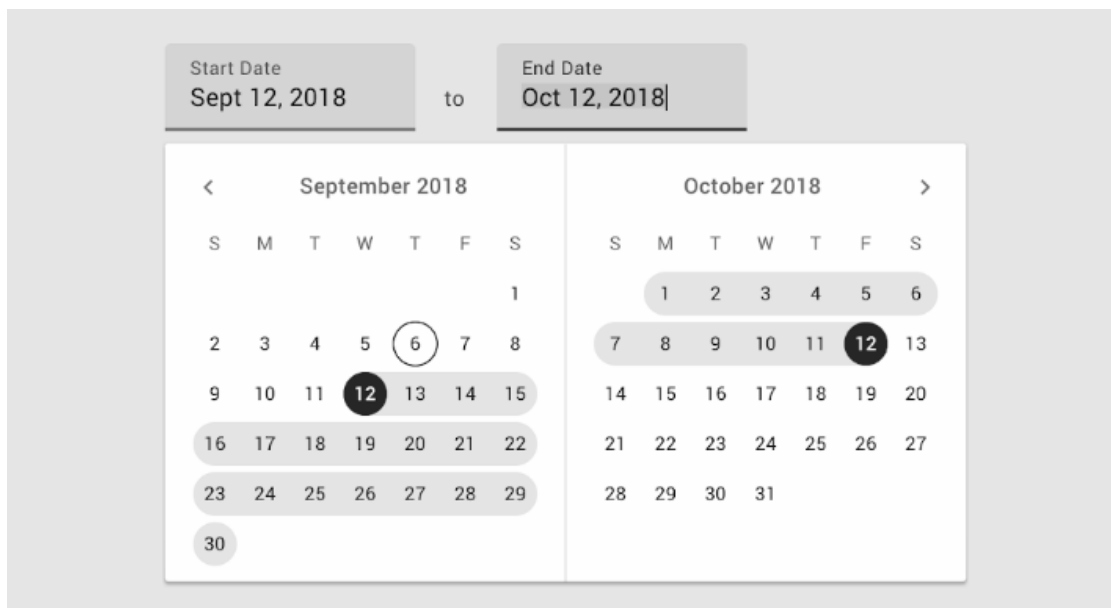 Start Date
Sept 12, 2018
to
End Date
Oct 12, 2018
< September 2018
S M T W T F S
1
2 3 4 5 6 7 8
9 10 11 12 13 14 15
16 17 18 19 20 21 22
23 24 25 26 27 28 29
30
October 2018 >
S M T W T F S
1 2 3 4 5 6
7 8 9 10 11 12 13
14 15 16 17 18 19 20
21 22 23 24 25 26 27
28 29 30 31